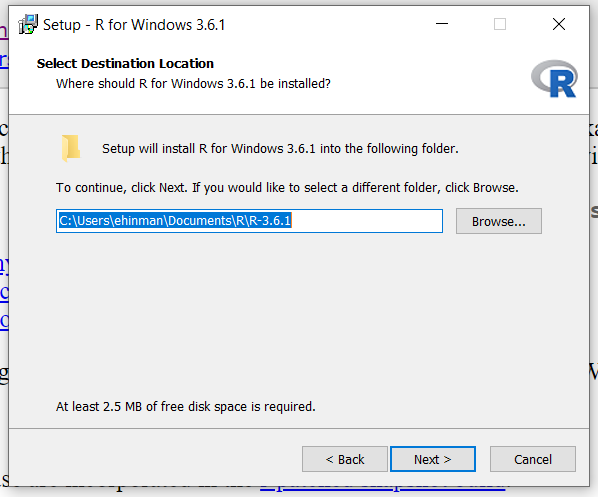 Setup - R for Windows 3.6.1
Select Destination Location
Where should R for Windows 3.6.1 be installed?
R
Setup will install R for Windows 3.6.1 into the following folder.
To continue, click Next. If you would like to select a different folder, click Browse.
C:\Users\ehinman\Documents\R\R-3.6.1
Browse...
At least 2.5 MB of free disk space is required.
< Back
Next >
Cancel